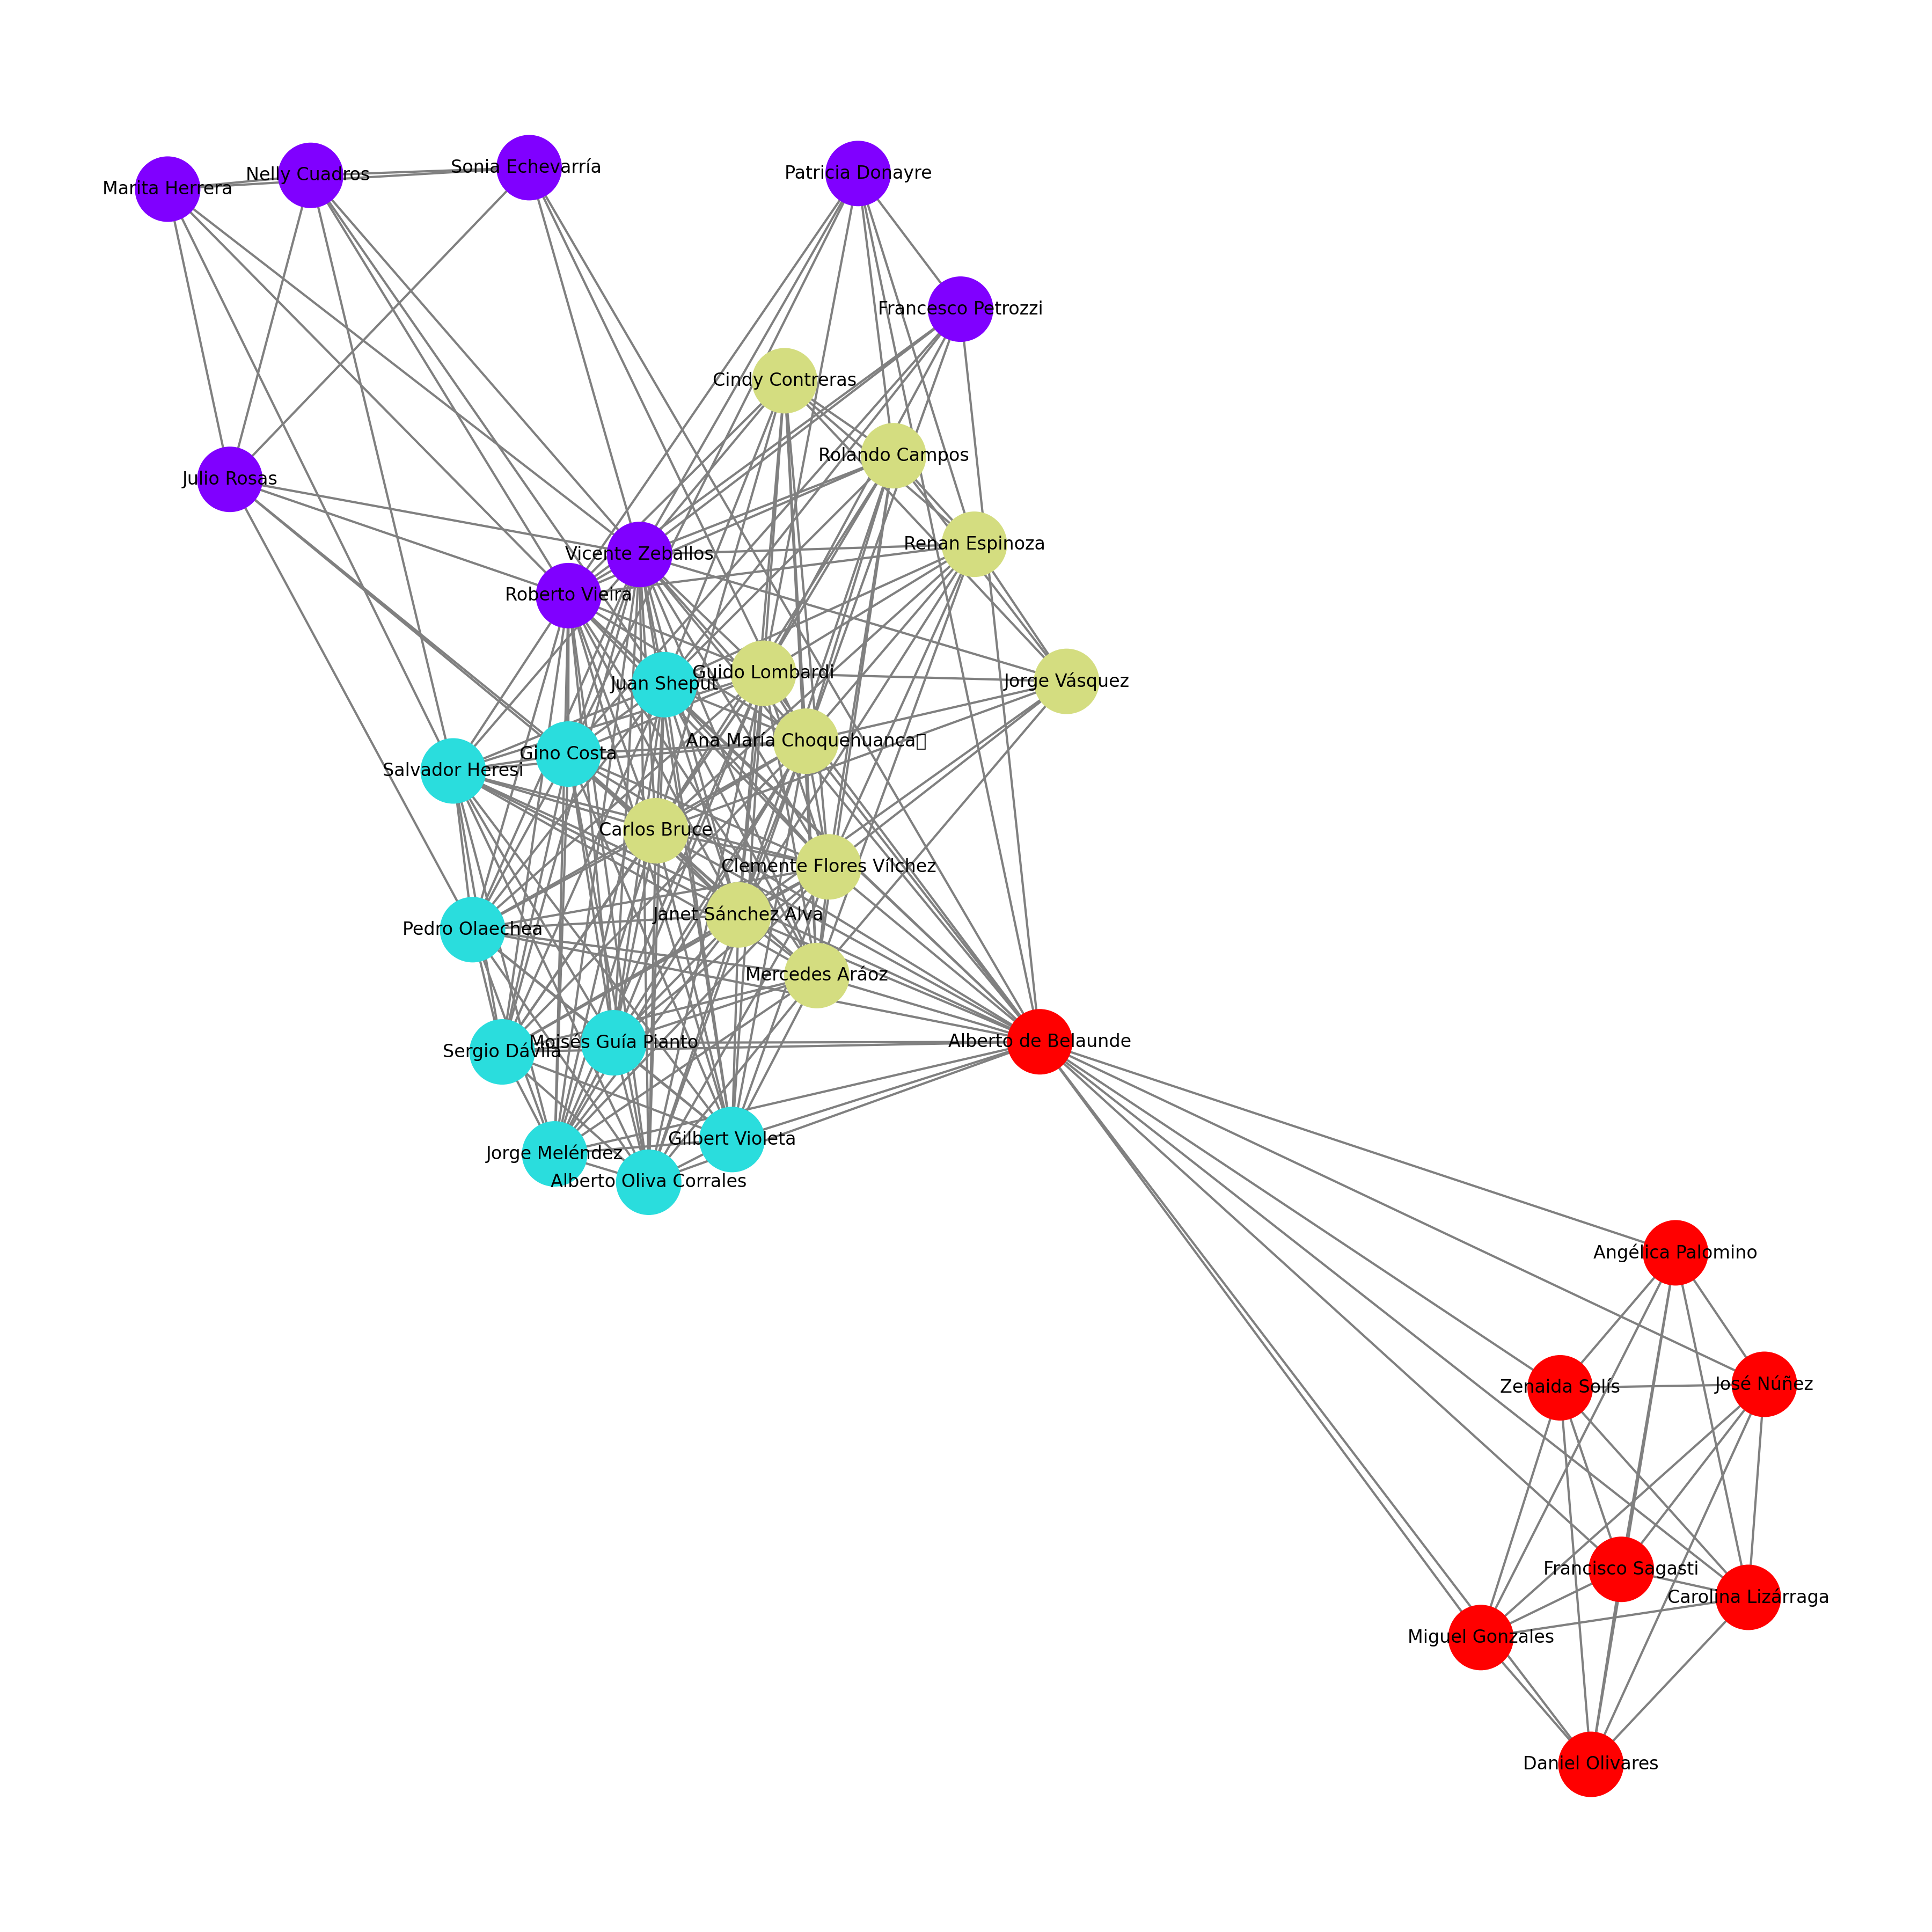 Sonia Echevarría
Patricia Donayre
Nelly Cuadros
Marita Herrera
Francesco Petrozzi
Cindy Contreras
Rolando Campos
Julio Rosas
Renan Espinoza
Vicente Zeballos
Roberto Vieira
Guido Lombardi
Juan Sheput
Jorge Vásquez
Ana María Choquehuanca
Gino Costa
Salvador Heresi
Carlos Bruce
Clemente Flores Vílchez
Janet Sánchez Alva
Pedro Olaechea
Mercedes Aráoz
Alberto de Belaunde
Moisés Guía Pianto
Sergio Dávila
Gilbert Violeta
Jorge Meléndez
Alberto Oliva Corrales
Angélica Palomino
José Núñez
Zenaida Solís
Francisco Sagasti
Carolina Lizárraga
Miguel Gonzales
Daniel Olivares